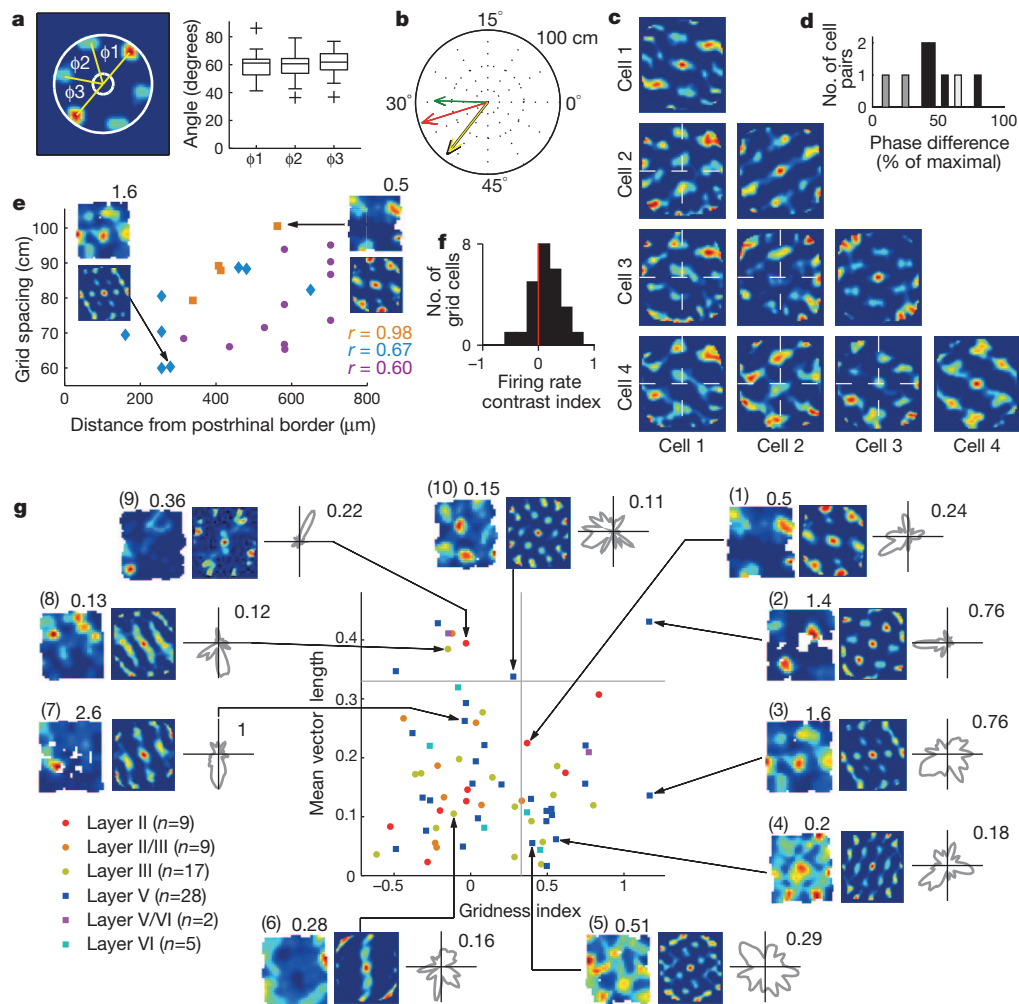 a
ϕ1
ϕ2
ϕ3
Angle (degrees)
80
60
40
20
0
ϕ1 ϕ2 ϕ3
b
15°
100 cm
30°
0°
45°
c
Cell 1
Cell 2
Cell 3
Cell 4
Cell 1 Cell 2 Cell 3 Cell 4
d
No. of cell pairs
2
1
0
0 50 100
Phase difference
(% of maximal)
e
1.6
0.5
Grid spacing (cm)
100
90
80
70
60
r = 0.98
r = 0.67
r = 0.60
0 200 400 600 800
Distance from postrhinal border (μm)
f
No. of grid cells
8
4
0
−1 0 1
Firing rate
contrast index
g
(9) 0.36
0.22
(10) 0.15
0.11
(1) 0.5
0.24
(8) 0.13
0.12
(2) 1.4
0.76
(7) 2.6
1
(3) 1.6
0.76
(4) 0.2
0.18
Mean vector length
0.4
0.3
0.2
0.1
0
−0.5 0 0.5 1
Gridness index
Layer II (n=9)
Layer II/III (n=9)
Layer III (n=17)
Layer V (n=28)
Layer V/VI (n=2)
Layer VI (n=5)
(6) 0.28
0.16
(5) 0.51
0.29